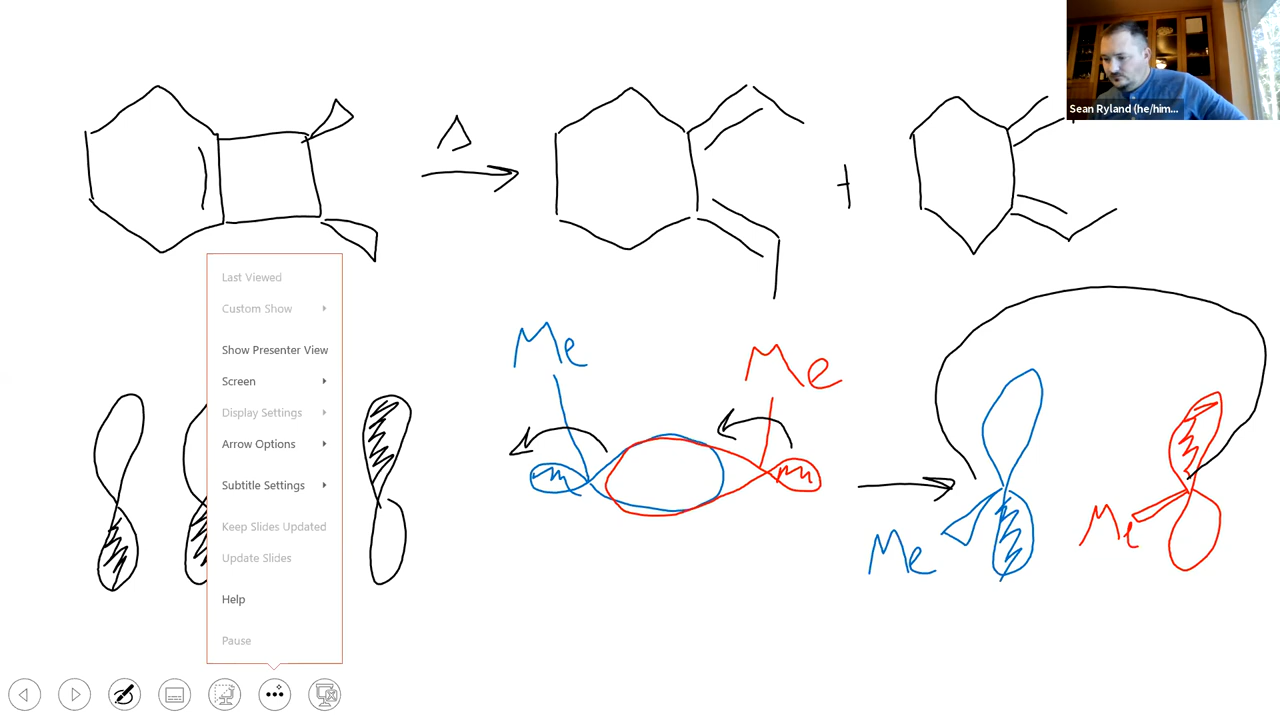 Sean Ryland (he/him...
Δ
+
Last Viewed
Custom Show
Show Presenter View
Screen
Display Settings
Arrow Options
Subtitle Settings
Keep Slides Updated
Update Slides
Help
Pause
Me
Me
Me
Me